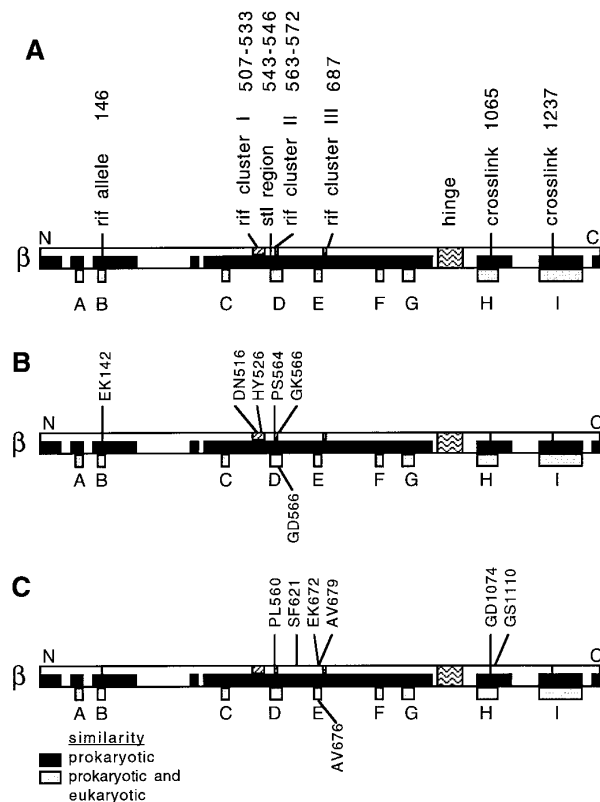 A
rif allele 146
rif cluster I 507-533
stl region 543-546
rif cluster II 563-572
rif cluster III 687
hinge
crosslink 1065
crosslink 1237
N
C
β
A B C D E F G H I
B
EK142
DN516
HY526
PS564
GK566
N
C
β
A B C D E F G H I
GD566
C
PL560
SF621
EK672
AV679
GD1074
GS1110
N
C
β
A B C D E F G H I
AV676
similarity
prokaryotic
prokaryotic and
eukaryotic